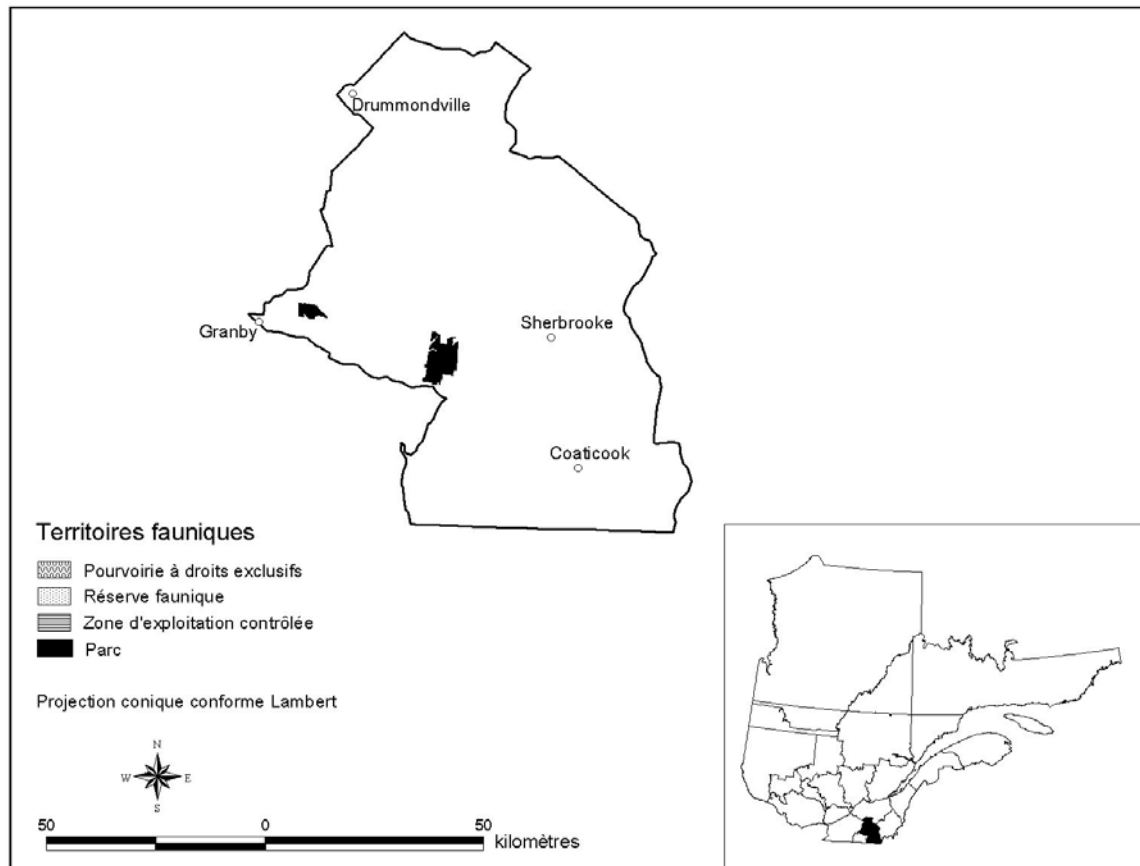 Drummondville
Granby
Sherbrooke
Coaticook
Territoires fauniques
Pourvoirie à droits exclusifs
Réserve faunique
Zone d'exploitation contrôlée
Parc
Projection conique conforme Lambert
N
W E
S
50 0 50 kilomètres